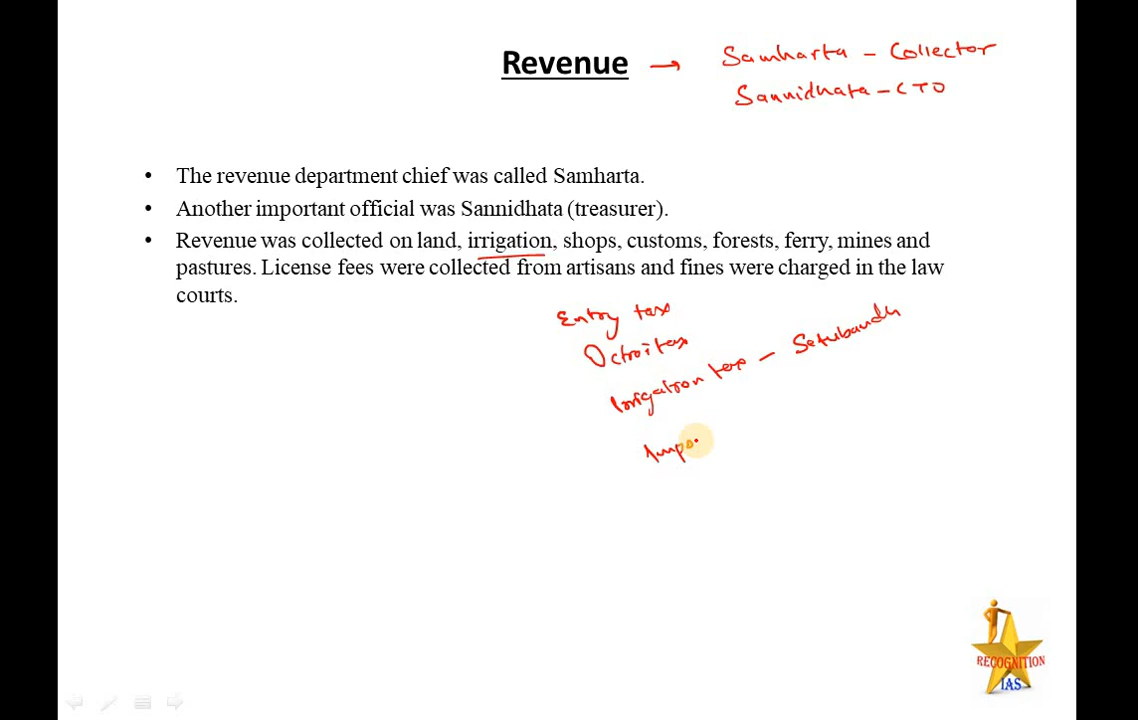 Revenue → Samharta - Collector
Sannidhata - CTO
• The revenue department chief was called Samharta.
• Another important official was Sannidhata (treasurer).
• Revenue was collected on land, irrigation, shops, customs, forests, ferry, mines and
pastures. License fees were collected from artisans and fines were charged in the law
courts.
Entry tax
Octroi tax
Irrigation tax - Setubandh
Impo
RECOGNITION
IAS